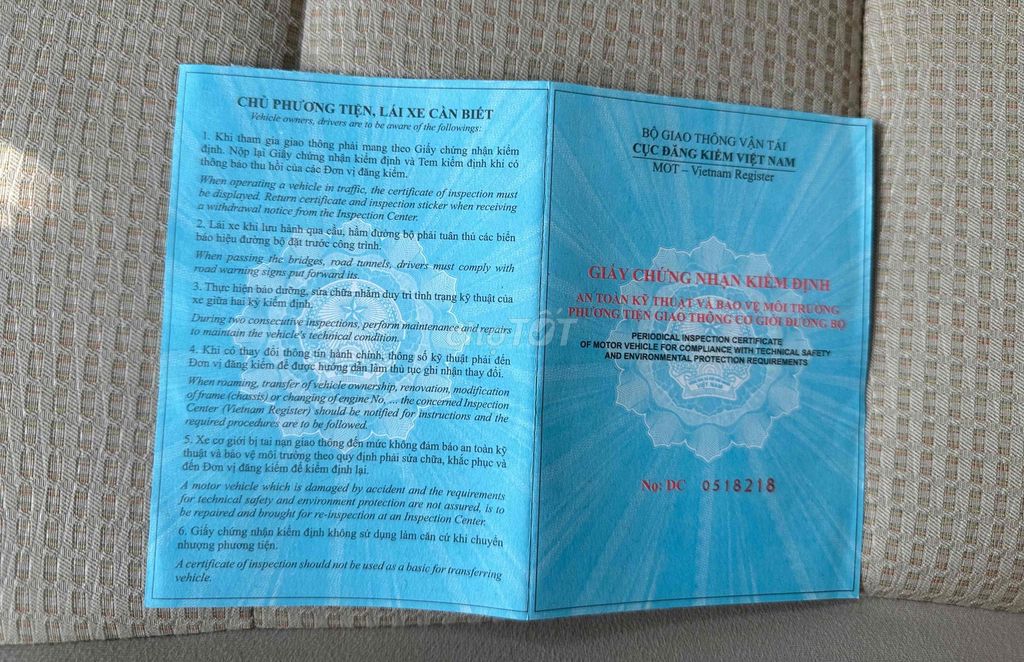 CHỦ PHƯƠNG TIỆN, LÁI XE CẦN BIẾT
Vehicle owners, drivers are to be aware of the followings:
1. Khi tham gia giao thông phải mang theo Giấy chứng nhận kiểm
định. Nộp lại Giấy chứng nhận kiểm định và Tem kiểm định khi có
thông báo thu hồi của các Đơn vị đăng kiểm.
When operating a vehicle in traffic, the certificate of inspection must
be displayed. Return certificate and inspection sticker when receiving
a withdrawal notice from the Inspection Center.
2. Lái xe khi lưu hành qua cầu, hầm đường bộ phải tuân thủ các biển
báo hiệu đường bộ đặt trước công trình.
When passing the bridges, road tunnels, drivers must comply with
road warning signs put forward its.
3. Thực hiện bảo dưỡng, sửa chữa nhằm duy trì tình trạng kỹ thuật của
xe giữa hai kỳ kiểm định.
During two consecutive inspections, perform maintenance and repairs
to maintain the vehicle's technical condition.
4. Khi có thay đổi thông tin hành chính, thông số kỹ thuật phải đến
Đơn vị đăng kiểm để được hướng dẫn làm thủ tục ghi nhận thay đổi.
When roaming, transfer of vehicle ownership, renovation, modification
of frame (chassis) or changing of engine No, ... the concerned Inspection
Center (Vietnam Register) should be notified for instructions and the
required procedures are to be followed.
5. Xe cơ giới bị tai nạn giao thông đến mức không đảm bảo an toàn kỹ
thuật và bảo vệ môi trường theo quy định phải sửa chữa, khắc phục và
đến Đơn vị đăng kiểm để kiểm định lại.
A motor vehicle which is damaged by accident and the requirements
for technical safety and environment protection are not assured, is to
be repaired and brought for re-inspection at an Inspection Center.
6. Giấy chứng nhận kiểm định không sử dụng làm căn cứ khi chuyển
nhượng phương tiện.
A certificate of inspection should not be used as a basic for transferring
vehicle.
BỘ GIAO THÔNG VẬN TẢI
CỤC ĐĂNG KIỂM VIỆT NAM
MOT – Vietnam Register
GIẤY CHỨNG NHẬN KIỂM ĐỊNH
AN TOÀN KỸ THUẬT VÀ BẢO VỆ MÔI TRƯỜNG
PHƯƠNG TIỆN GIAO THÔNG CƠ GIỚI ĐƯỜNG BỘ
PERIODICAL INSPECTION CERTIFICATE
OF MOTOR VEHICLE FOR COMPLIANCE WITH TECHNICAL SAFETY
AND ENVIRONMENTAL PROTECTION REQUIREMENTS
VIỆT NAM
No: DC 0518218
CHỢ TỐT